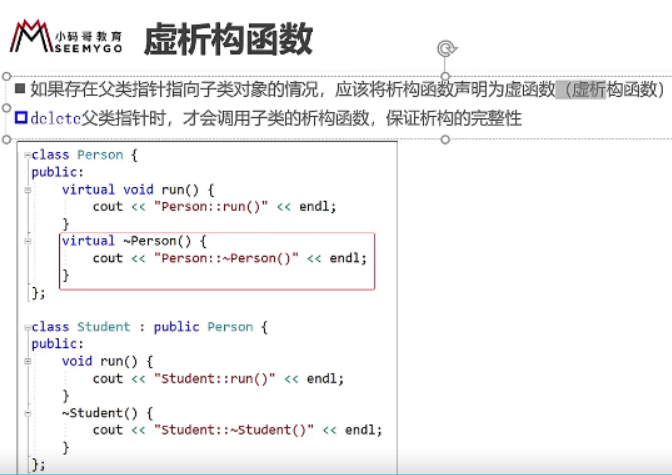 小码哥教育
SEEMYGO
虚析构函数
如果存在父类指针指向子类对象的情况，应该将析构函数声明为虚函数（虚析构函数）
delete父类指针时，才会调用子类的析构函数，保证析构的完整性
class Person {
public:
    virtual void run() {
        cout << "Person::run()" << endl;
    }
    virtual ~Person() {
        cout << "Person::~Person()" << endl;
    }
};
class Student : public Person {
public:
    void run() {
        cout << "Student::run()" << endl;
    }
    ~Student() {
        cout << "Student::~Student()" << endl;
    }
};